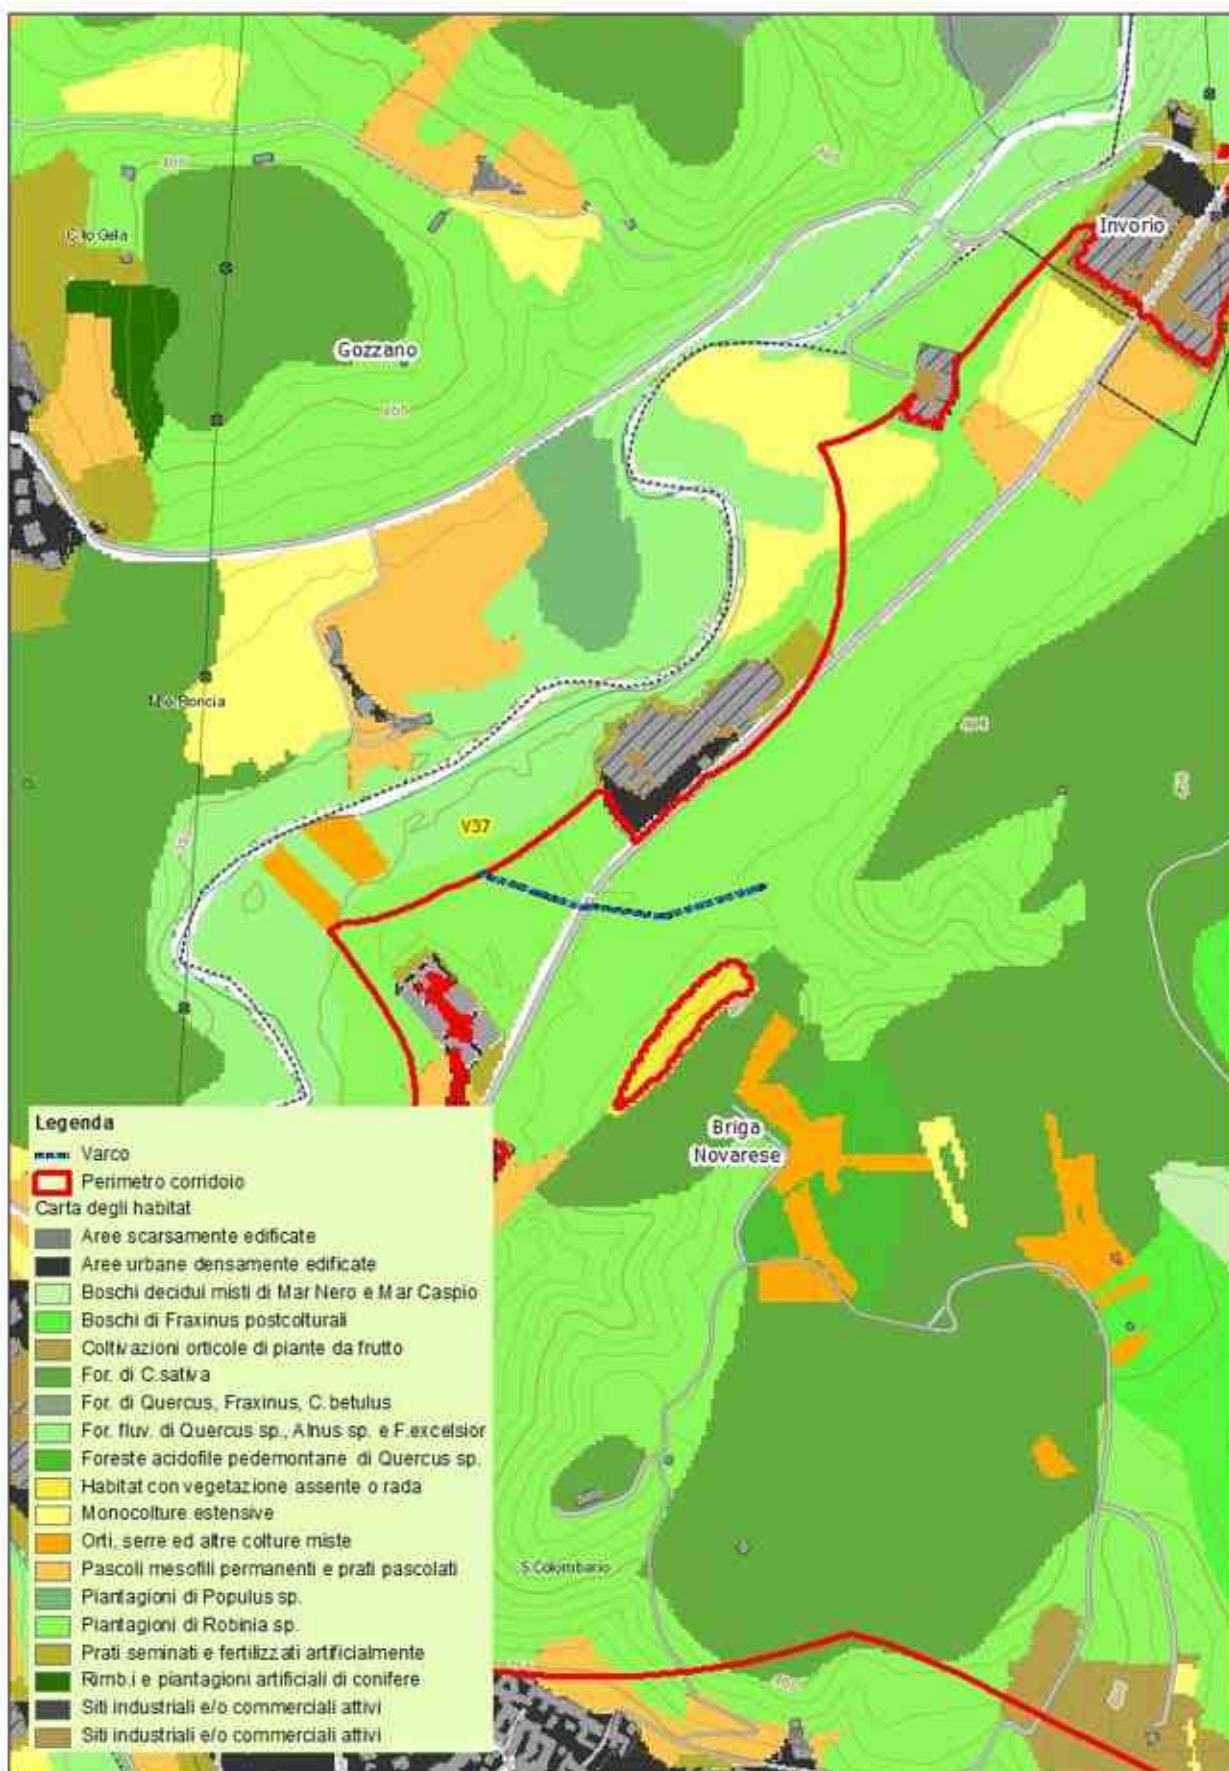 Invorio
Gozzano
V37
Briga
Novarese
S.Colombano
Legenda
Varco
Perimetro corridoio
Carta degli habitat
Aree scarsamente edificate
Aree urbane densamente edificate
Boschi decidui misti di Mar Nero e Mar Caspio
Boschi di Fraxinus postcolturali
Coltivazioni orticole di piante da frutto
For. di C.sativa
For. di Quercus, Fraxinus, C.betulus
For. fluv. di Quercus sp., Alnus sp. e F.excelsior
Foreste acidofile pedemontane di Quercus sp.
Habitat con vegetazione assente o rada
Monocolture estensive
Orti, serre ed altre colture miste
Pascoli mesofili permanenti e prati pascolati
Piantagioni di Populus sp.
Piantagioni di Robinia sp.
Prati seminati e fertilizzati artificialmente
Rimb.i e piantagioni artificiali di conifere
Siti industriali e/o commerciali attivi
Siti industriali e/o commerciali attivi